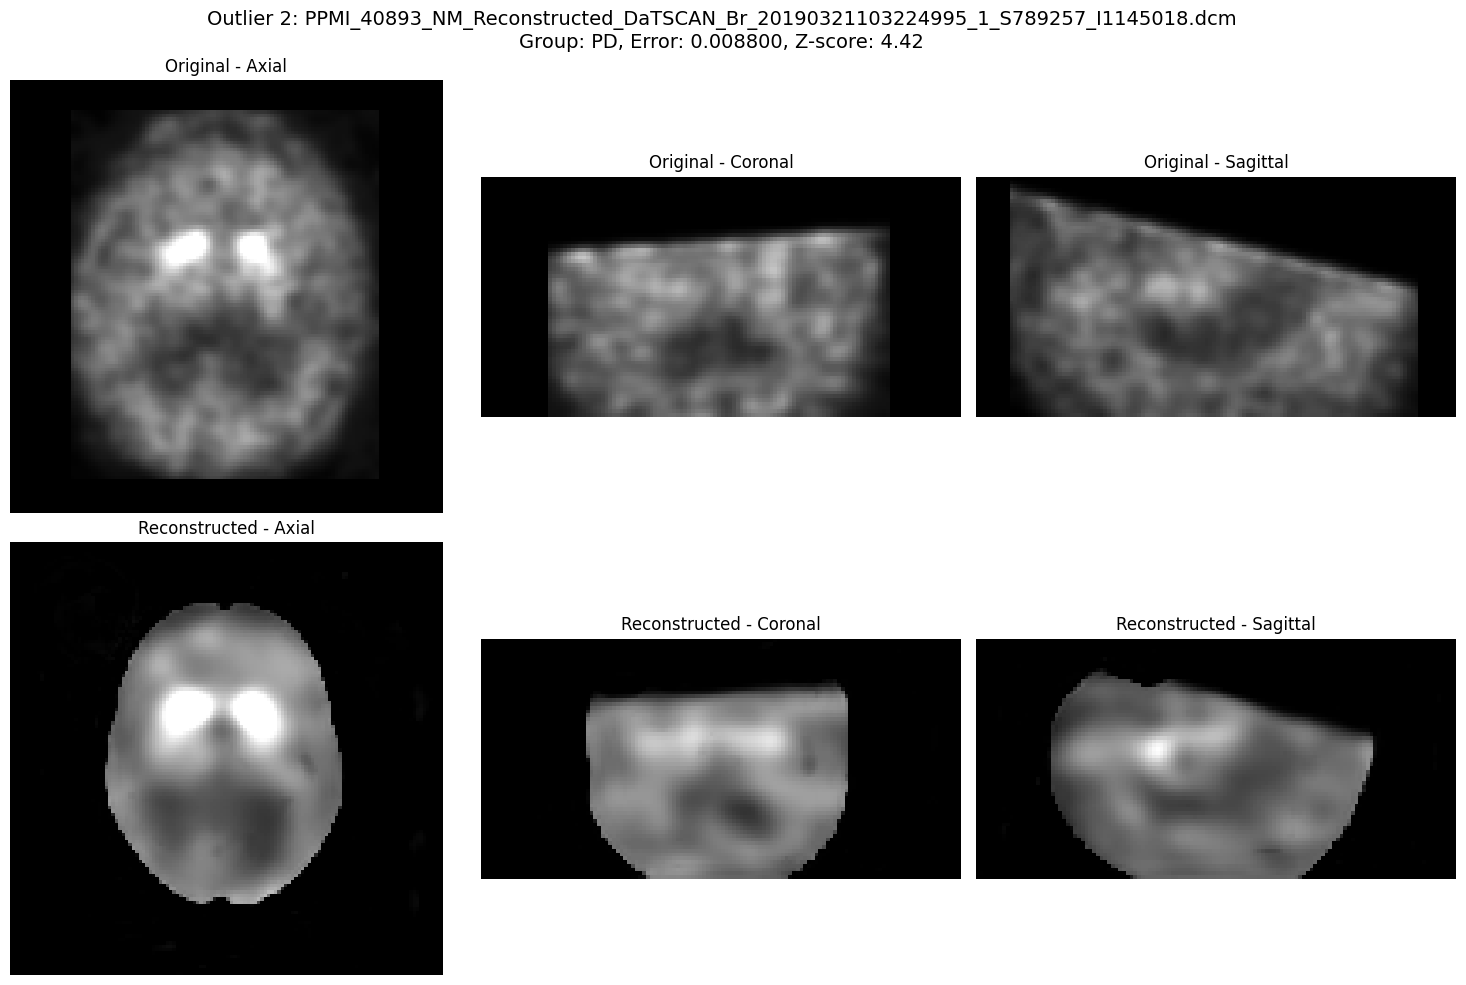 Outlier 2: PPMI_40893_NM_Reconstructed_DaTSCAN_Br_20190321103224995_1_S789257_I1145018.dcm
Group: PD, Error: 0.008800, Z-score: 4.42
Original - Axial
Original - Coronal
Original - Sagittal
Reconstructed - Axial
Reconstructed - Coronal
Reconstructed - Sagittal